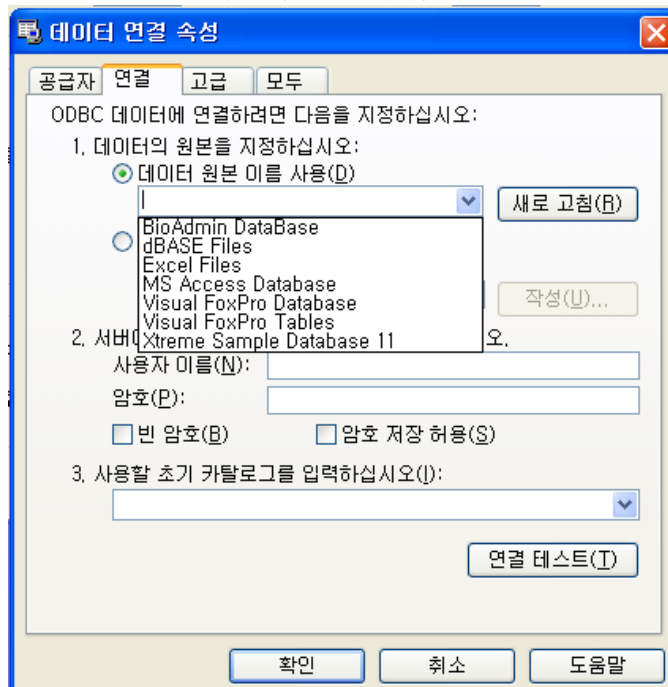 데이터 연결 속성
공급자 연결 고급 모두
ODBC 데이터에 연결하려면 다음을 지정하십시오:
1. 데이터의 원본을 지정하십시오:
데이터 원본 이름 사용(D)
새로 고침(R)
BioAdmin DataBase
dBASE Files
Excel Files
MS Access Database
Visual FoxPro Database
Visual FoxPro Tables
Xtreme Sample Database 11
작성(U)...
2. 서버에 오.
사용자 이름(N):
암호(P):
빈 암호(B) 암호 저장 허용(S)
3. 사용할 초기 카탈로그를 입력하십시오(I):
연결 테스트(T)
확인 취소 도움말